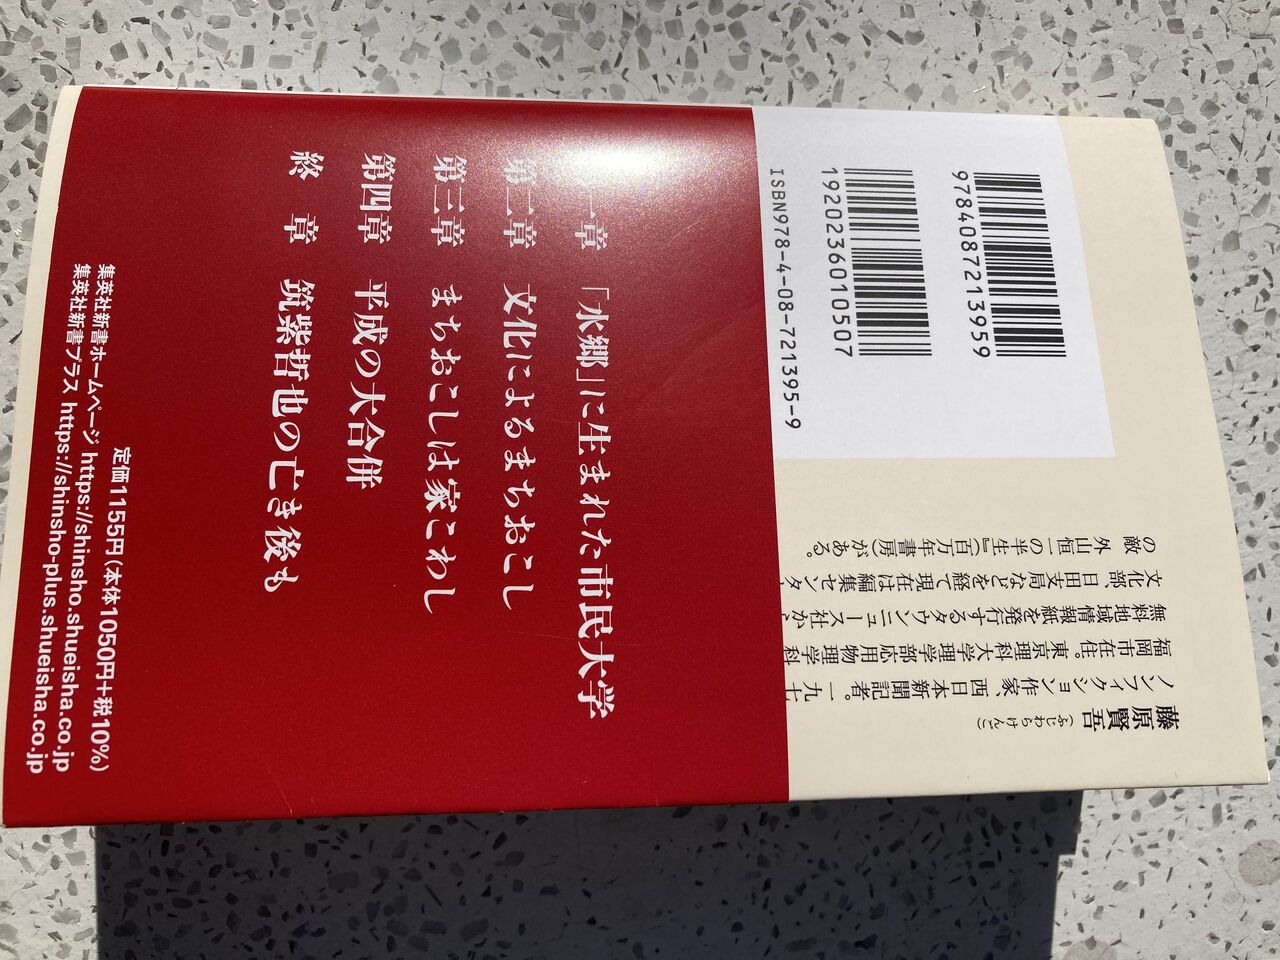 9784087213959
1920236010507
ISBN978-4-08-721395-9
藤原賢吾(ふじわらけんご)
ノンフィクション作家、西日本新聞記者。一九七
福岡市在住。東京理科大学理学部応用物理学科
無料地域情報紙を発行するタウンニュース社か
文化部、日田支局などを経て現在は編集センタ
の敵 外山恒一の半生』(百万年書房)がある。
一章 「水郷」に生まれた市民大学
第二章 文化によるまちおこし
第三章 まちおこしは家こわし
第四章 平成の大合併
終 章 筑紫哲也の亡き後も
定価1155円(本体1050円+税10%)
集英社新書ホームページ https://shinsho.shueisha.co.jp
集英社新書プラス https://shinsho-plus.shueisha.co.jp